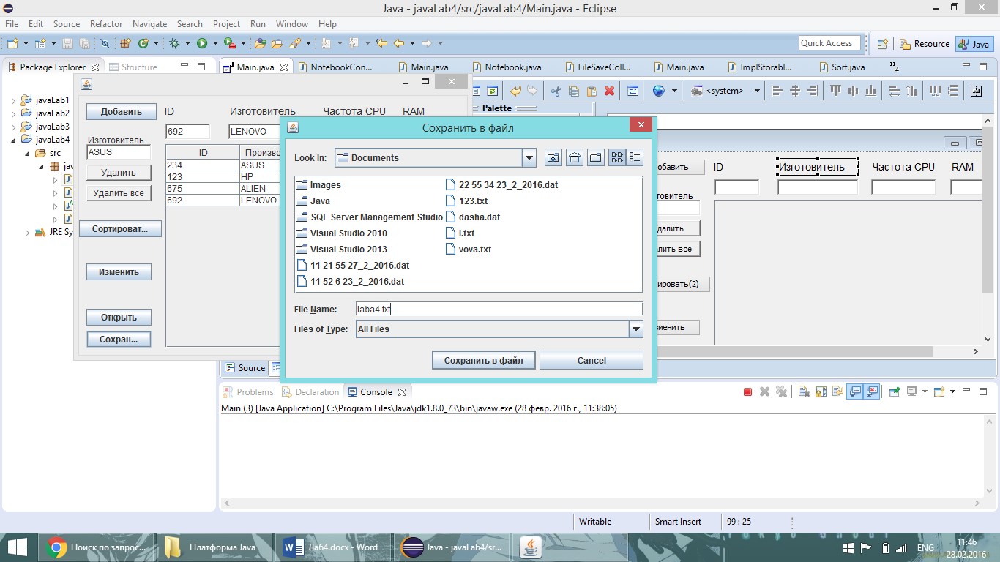 Java - javaLab4/src/javaLab4/Main.java - Eclipse
File Edit Source Refactor Navigate Search Project Run Window Help
Quick Access
Resource
Java
Package Explorer
Structure
Main.java
NotebookCon...
Main.java
Notebook.java
FileSaveColl...
Main.java
ImplStorabl...
Sort.java
»4
<system>
Palette
javaLab1
javaLab2
javaLab3
javaLab4
src
jav
JRE Sy
Добавить
ID
Изготовитель
Частота CPU
RAM
692
LENOVO
Изготовитель
ASUS
Удалить
Удалить все
Сортироват...
Изменить
Открыть
Сохран...
ID Произво
234 ASUS
123 HP
675 ALIEN
692 LENOVO
Сохранить в файл
Look In:
Documents
Images
Java
SQL Server Management Studio
Visual Studio 2010
Visual Studio 2013
11 21 55 27_2_2016.dat
11 52 6 23_2_2016.dat
22 55 34 23_2_2016.dat
123.txt
dasha.dat
l.txt
vova.txt
File Name:
laba4.txt
Files of Type:
All Files
Сохранить в файл
Cancel
обавить
ID
Изготовитель
Частота CPU
RAM
отовитель
далить
лить все
ировать(2)
менить
Source
Problems
Declaration
Console
Main (3) [Java Application] C:\Program Files\Java\jdk1.8.0_73\bin\javaw.exe (28 февр. 2016 г., 11:38:05)
Writable
Smart Insert
99 : 25
Поиск по запрос...
Платформа Java
Ла64.docx - Word
Java - javaLab4/sr...
ENG
11:46
28.02.2016